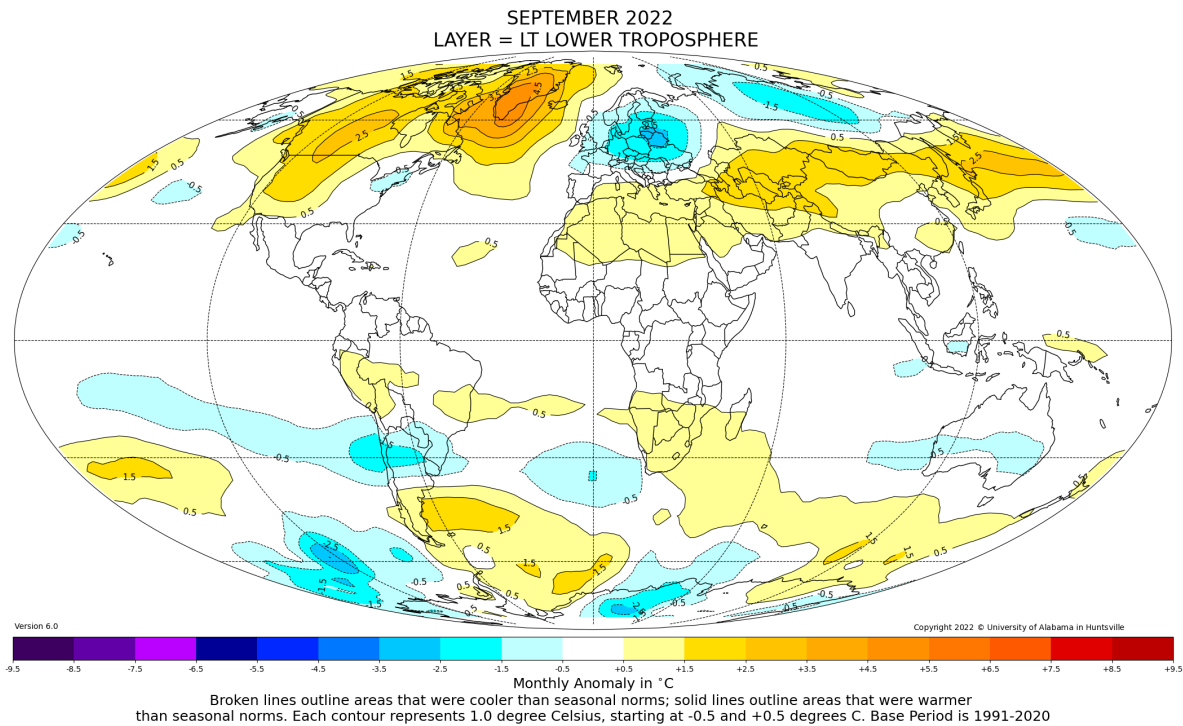 SEPTEMBER 2022
LAYER = LT LOWER TROPOSPHERE
Version 6.0
Copyright 2022 © University of Alabama in Huntsville
-9.5 -8.5 -7.5 -6.5 -5.5 -4.5 -3.5 -2.5 -1.5 -0.5 +0.5 +1.5 +2.5 +3.5 +4.5 +5.5 +6.5 +7.5 +8.5 +9.5
Monthly Anomaly in °C
Broken lines outline areas that were cooler than seasonal norms; solid lines outline areas that were warmer
than seasonal norms. Each contour represents 1.0 degree Celsius, starting at -0.5 and +0.5 degrees C. Base Period is 1991-2020